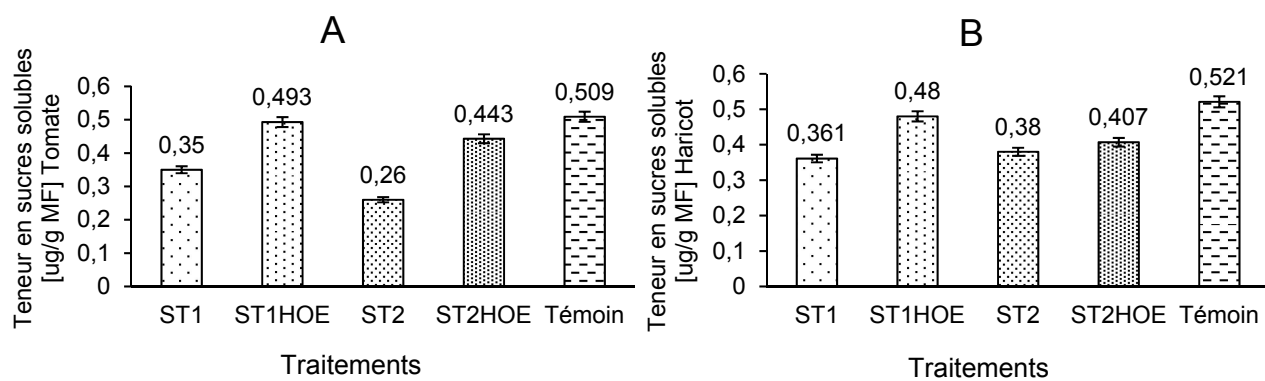 A
Teneur en sucres solubles
[ug/g MF] Tomate
0,6
0,5
0,4
0,3
0,2
0,1
0
0,35
0,493
0,26
0,443
0,509
ST1 ST1HOE ST2 ST2HOE Témoin
Traitements
B
Teneur en sucres solubles
[ug/g MF] Haricot
0,6
0,5
0,4
0,3
0,2
0,1
0
0,361
0,48
0,38
0,407
0,521
ST1 ST1HOE ST2 ST2HOE Témoin
Traitements